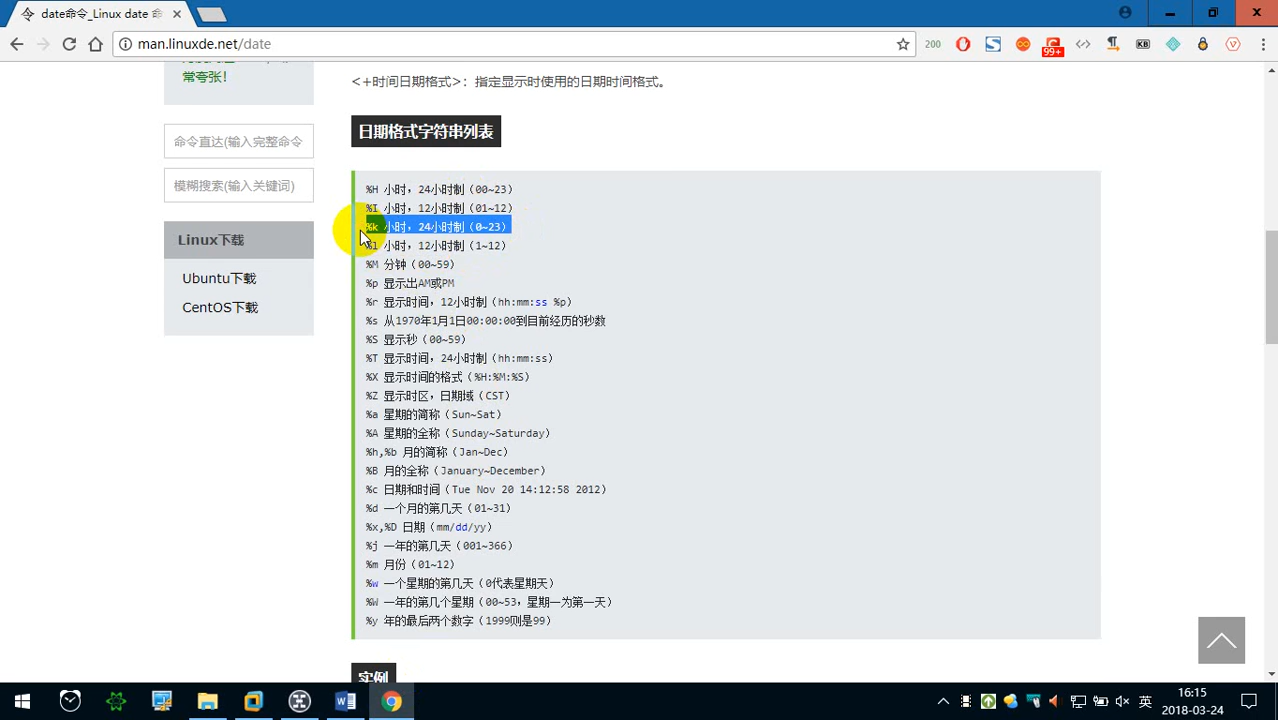 date命令_Linux date 命
man.linuxde.net/date
200
99+
KB
常夸张！
命令直达(输入完整命令
模糊搜索(输入关键词)
Linux下载
Ubuntu下载
CentOS下载
<+时间日期格式>：指定显示时使用的日期时间格式。
日期格式字符串列表
%H 小时，24小时制（00~23）
%I 小时，12小时制（01~12）
%k 小时，24小时制（0~23）
%l 小时，12小时制（1~12）
%M 分钟（00~59）
%p 显示出AM或PM
%r 显示时间，12小时制（hh:mm:ss %p）
%s 从1970年1月1日00:00:00到目前经历的秒数
%S 显示秒（00~59）
%T 显示时间，24小时制（hh:mm:ss）
%X 显示时间的格式（%H:%M:%S）
%Z 显示时区，日期域（CST）
%a 星期的简称（Sun~Sat）
%A 星期的全称（Sunday~Saturday）
%h,%b 月的简称（Jan~Dec）
%B 月的全称（January~December）
%c 日期和时间（Tue Nov 20 14:12:58 2012）
%d 一个月的第几天（01~31）
%x,%D 日期（mm/dd/yy）
%j 一年的第几天（001~366）
%m 月份（01~12）
%w 一个星期的第几天（0代表星期天）
%W 一年的第几个星期（00~53，星期一为第一天）
%y 年的最后两个数字（1999则是99）
实例
英
16:15
2018-03-24